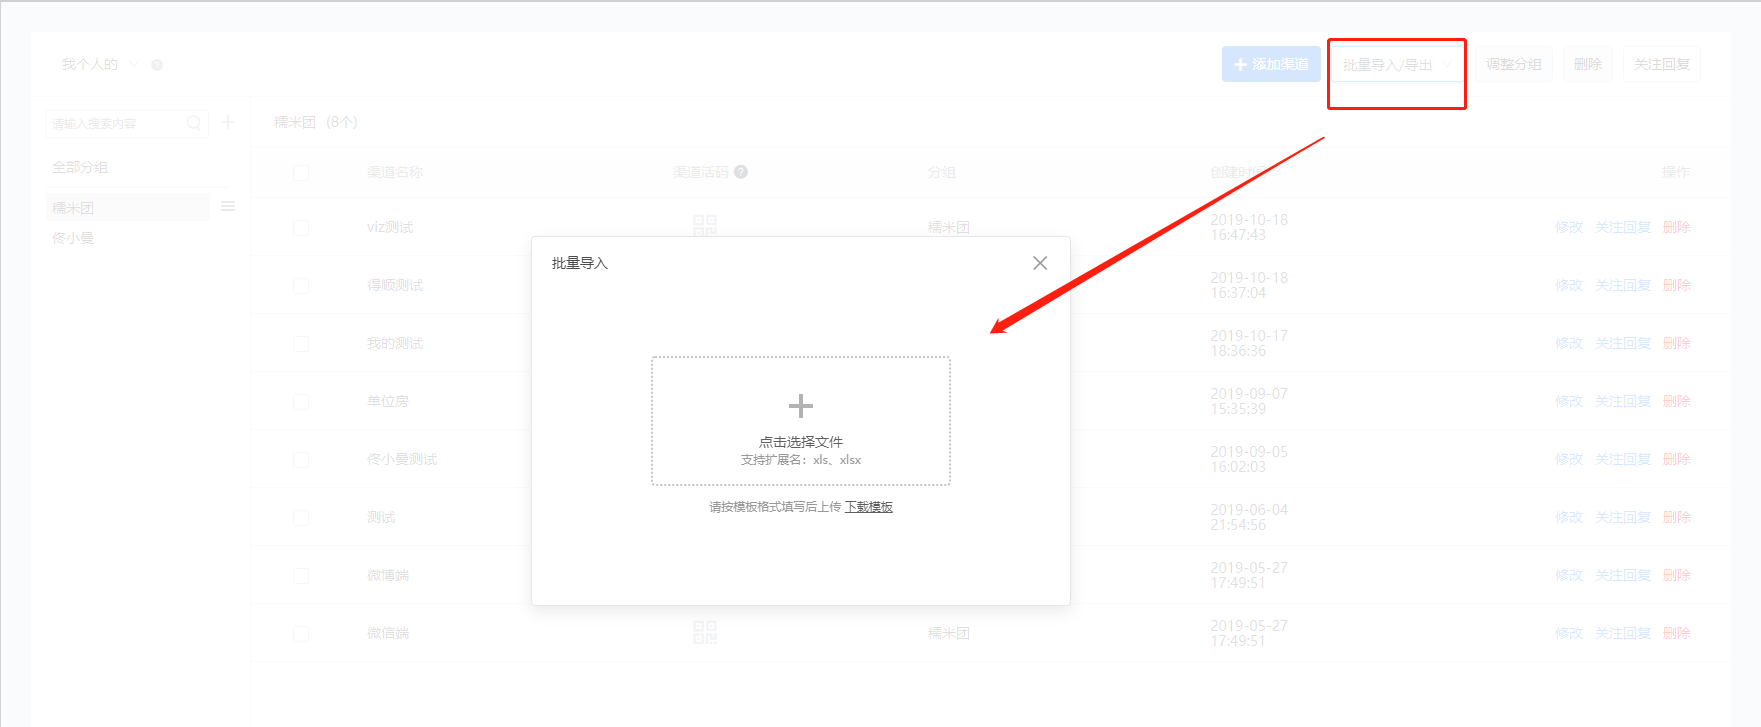 我个人的
添加渠道
批量导入/导出
调整分组
删除
关注回复
请输入搜索内容
全部分组
糯米团
佟小曼
糯米团 (8个)
渠道名称 渠道活码 分组 创建时间 操作
viz测试 糯米团 2019-10-18 16:47:43 修改 关注回复 删除
得顺测试 2019-10-18 16:37:04 修改 关注回复 删除
我的测试 2019-10-17 18:36:36 修改 关注回复 删除
单位房 2019-09-07 15:35:39 修改 关注回复 删除
佟小曼测试 2019-09-05 16:02:03 修改 关注回复 删除
测试 2019-06-04 21:54:56 修改 关注回复 删除
微博端 2019-05-27 17:49:51 修改 关注回复 删除
微信端 糯米团 2019-05-27 17:49:51 修改 关注回复 删除
批量导入
点击选择文件
支持扩展名：xls、xlsx
请按模板格式填写后上传 下载模板